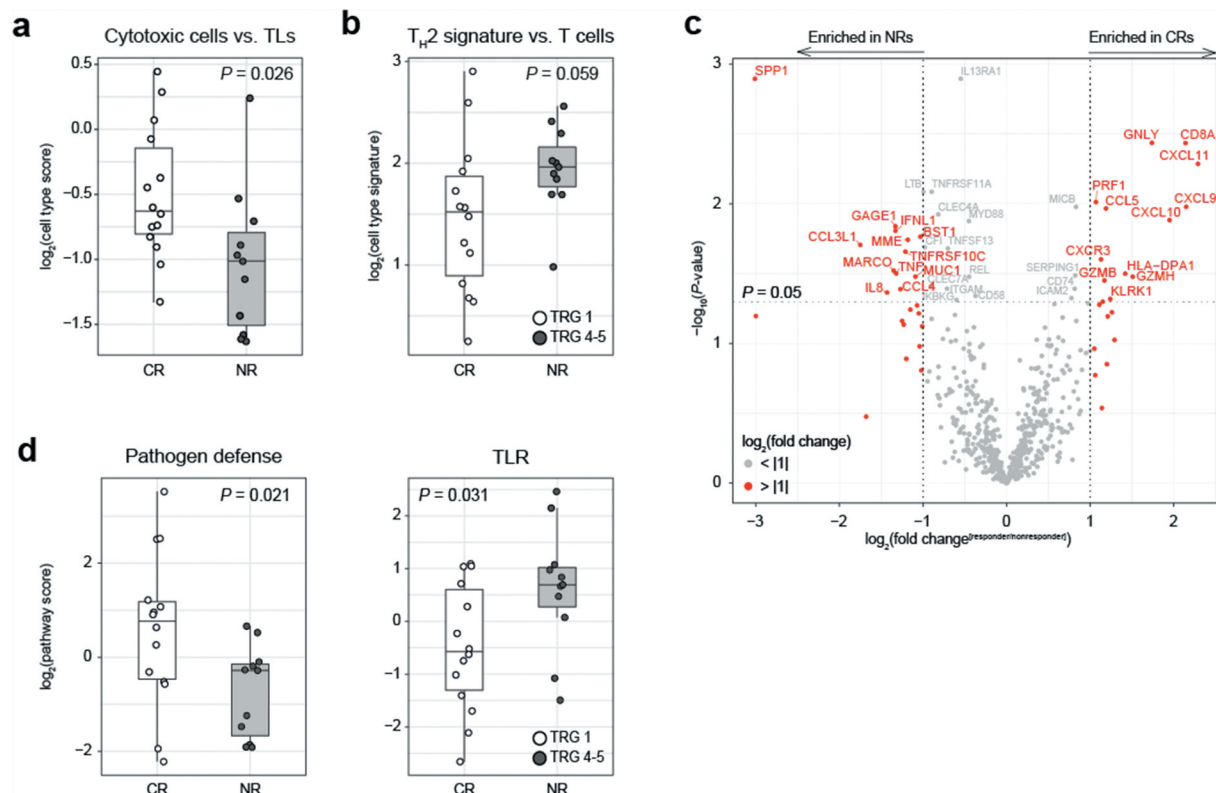 a
Cytotoxic cells vs. TLs
P = 0.026
log2(cell type score)
0.5
0.0
−0.5
−1.0
−1.5
CR
NR
b
TH2 signature vs. T cells
P = 0.059
log2(cell type signature)
3
2
1
TRG 1
TRG 4-5
CR
NR
c
Enriched in NRs
Enriched in CRs
SPP1
IL13RA1
GNLY
CD8A
CXCL11
LTB
TNFRSF11A
PRF1
MICB
CCL5
CXCL9
CLEC4A
MYD88
CXCL10
GAGE1
IFNL1
BST1
CCL3L1
MME
CFI
TNFSF13
CXCR3
TNFRSF10C
MARCO
TNF
MUC1
REL
SERPING1
GZMB
HLA-DPA1
CLEC7A
CD74
GZMH
IL8
CCL4
ITGAM
CD58
ICAM2
KLRK1
IKBKG
P = 0.05
−log10(P-value)
3
2
1
0
log2(fold change)
< |1|
> |1|
−3
−2
−1
0
1
2
log2(fold change[responder/nonresponder])
d
Pathogen defense
P = 0.021
log2(pathway score)
2
0
−2
CR
NR
TLR
P = 0.031
2
1
0
−1
−2
TRG 1
TRG 4-5
CR
NR